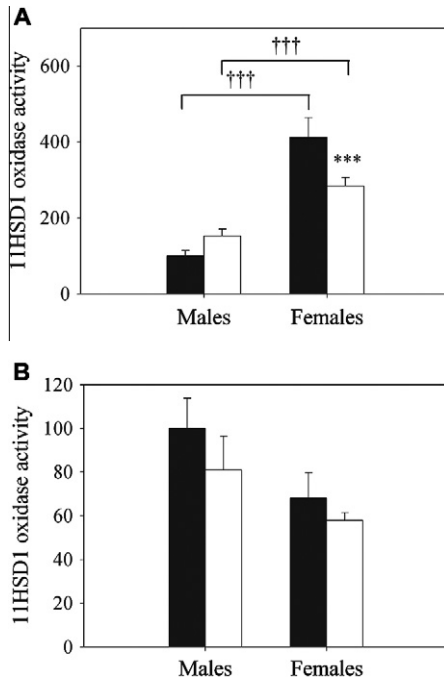 A
†††
†††
***
11HSD1 oxidase activity
600
400
200
0
Males Females
B
11HSD1 oxidase activity
120
100
80
60
40
20
0
Males Females